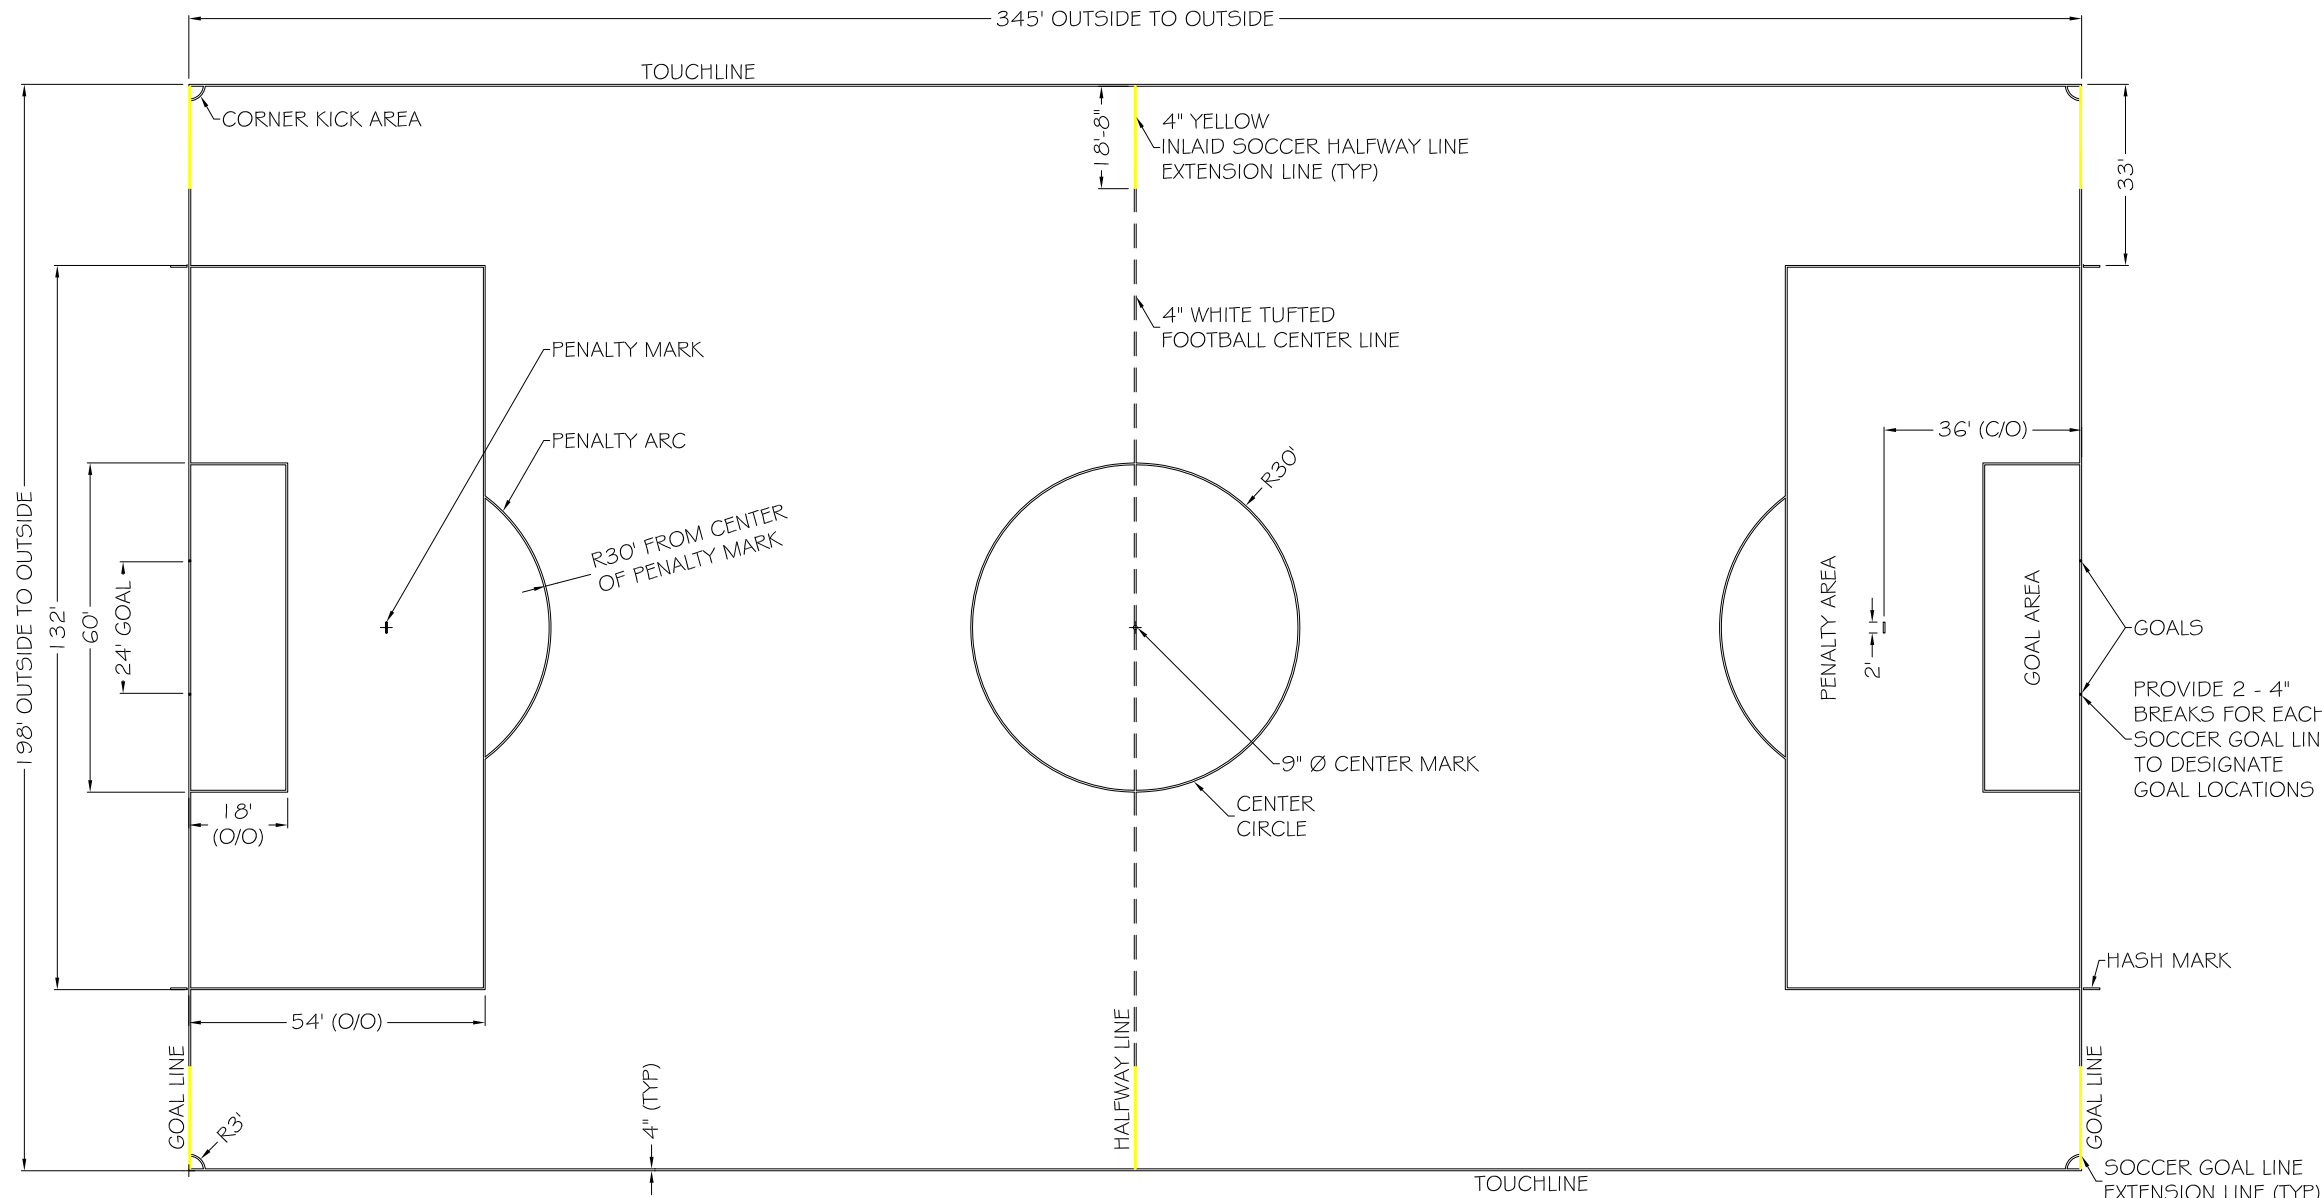 345' OUTSIDE TO OUTSIDE
TOUCHLINE
CORNER KICK AREA
18'-8"
4" YELLOW
INLAID SOCCER HALFWAY LINE
EXTENSION LINE (TYP)
33'
4" WHITE TUFTED
FOOTBALL CENTER LINE
PENALTY MARK
PENALTY ARC
36' (C/O)
R30'
R30' FROM CENTER
OF PENALTY MARK
198' OUTSIDE TO OUTSIDE
132'
60'
24' GOAL
PENALTY AREA
2'
GOAL AREA
GOALS
PROVIDE 2 - 4"
BREAKS FOR EACH
SOCCER GOAL LIN
TO DESIGNATE
GOAL LOCATIONS
9" Ø CENTER MARK
CENTER
CIRCLE
18'
(O/O)
HASH MARK
54' (O/O)
GOAL LINE
R3'
4" (TYP)
HALFWAY LINE
GOAL LINE
TOUCHLINE
SOCCER GOAL LINE
EXTENSION LINE (TYP)